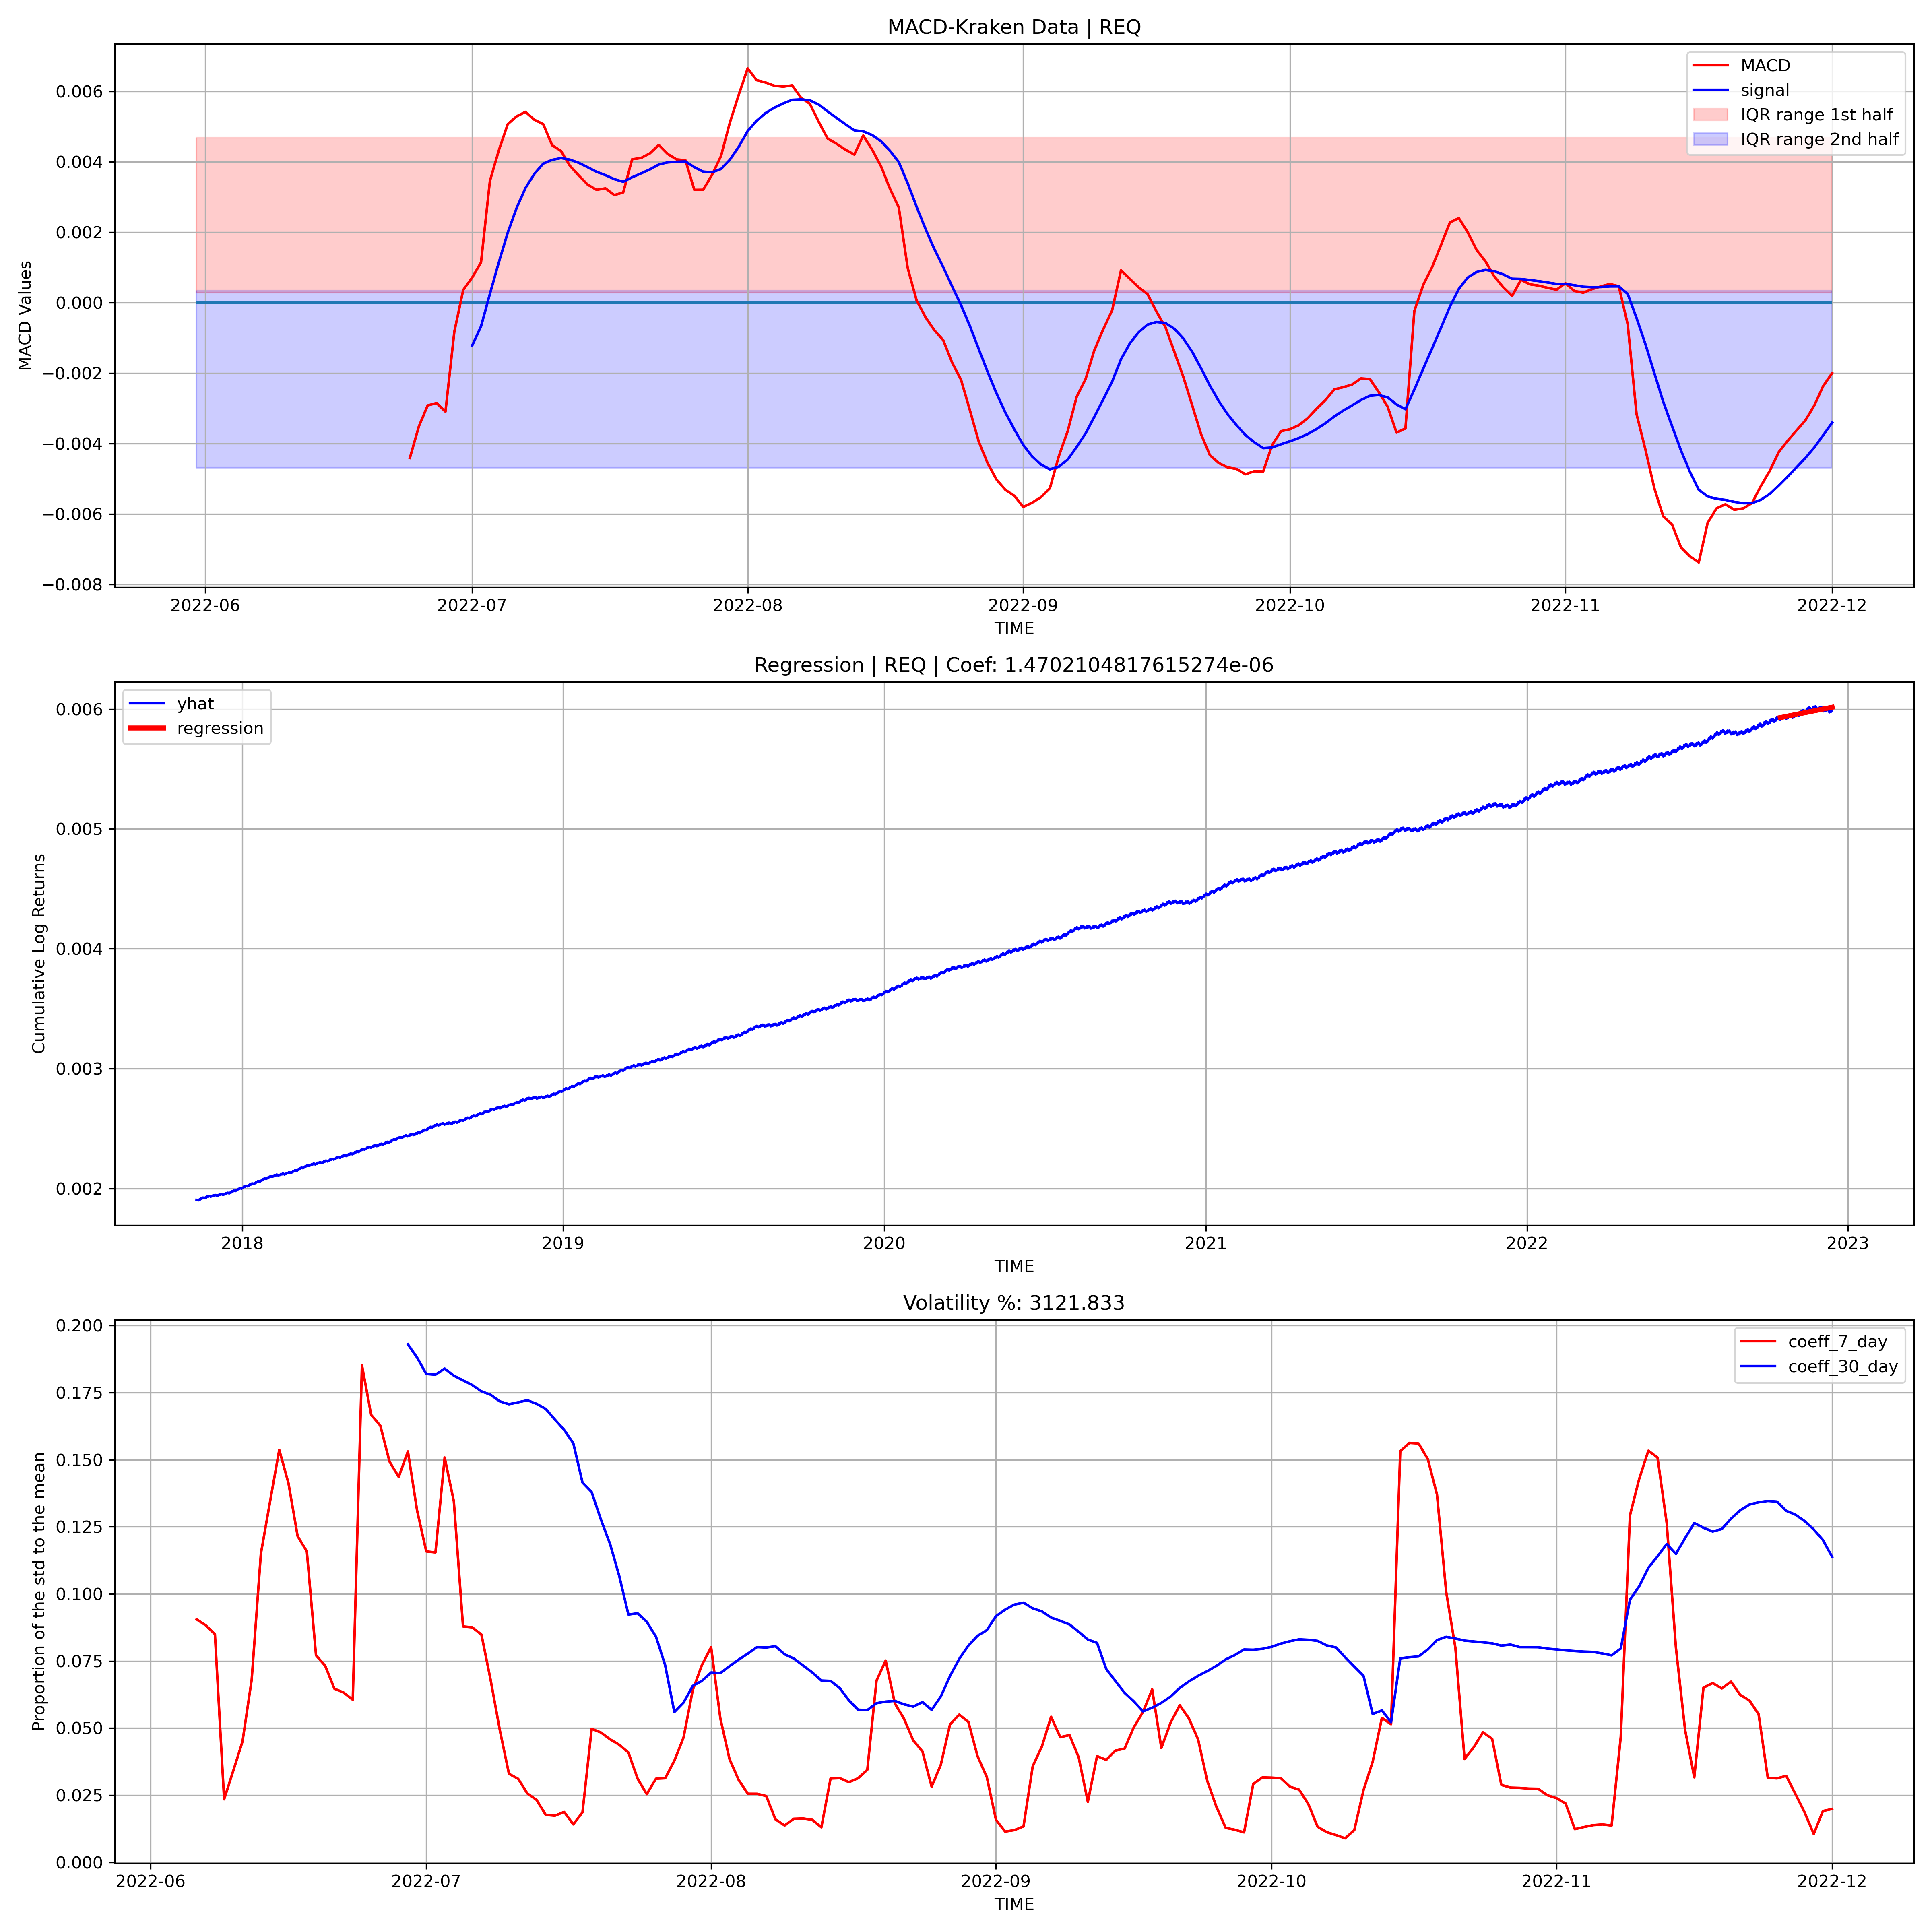 MACD-Kraken Data | REQ
MACD
signal
IQR range 1st half
IQR range 2nd half
MACD Values
0.006
0.004
0.002
0.000
−0.002
−0.004
−0.006
−0.008
2022-06 2022-07 2022-08 2022-09 2022-10 2022-11 2022-12
TIME
Regression | REQ | Coef: 1.4702104817615274e-06
yhat
regression
Cumulative Log Returns
0.006
0.005
0.004
0.003
0.002
2018 2019 2020 2021 2022 2023
TIME
Volatility %: 3121.833
coeff_7_day
coeff_30_day
Proportion of the std to the mean
0.200
0.175
0.150
0.125
0.100
0.075
0.050
0.025
0.000
2022-06 2022-07 2022-08 2022-09 2022-10 2022-11 2022-12
TIME